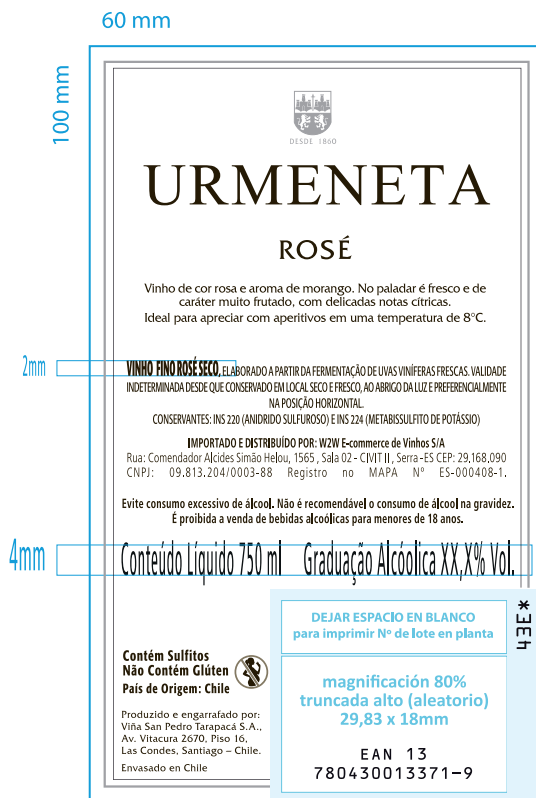 60 mm
100 mm
DESDE 1860
URMENETA
ROSÉ
Vinho de cor rosa e aroma de morango. No paladar é fresco e de
caráter muito frutado, com delicadas notas cítricas.
Ideal para apreciar com aperitivos em uma temperatura de 8°C.
2mm
VINHO FINO ROSÉ SECO, ELABORADO A PARTIR DA FERMENTAÇÃO DE UVAS VINÍFERAS FRESCAS. VALIDADE
INDETERMINADA DESDE QUE CONSERVADO EM LOCAL SECO E FRESCO, AO ABRIGO DA LUZ E PREFERENCIALMENTE
NA POSIÇÃO HORIZONTAL.
CONSERVANTES: INS 220 (ANIDRIDO SULFUROSO) E INS 224 (METABISSULFITO DE POTÁSSIO)
IMPORTADO E DISTRIBUÍDO POR: W2W E-commerce de Vinhos S/A
Rua: Comendador Alcides Simão Helou, 1565 , Sala 02 - CIVIT II , Serra -ES CEP: 29,168,090
CNPJ: 09.813.204/0003-88 Registro no MAPA Nº ES-000408-1.
Evite consumo excessivo de álcool. Não é recomendável o consumo de álcool na gravidez.
É proibida a venda de bebidas alcoólicas para menores de 18 anos.
4mm
Conteúdo Líquido 750 ml Graduação Alcóolica XX,X% Vol.
DEJAR ESPACIO EN BLANCO
para imprimir Nº de lote en planta
43E*
Contém Sulfitos
Não Contém Glúten
País de Origem: Chile
magnificación 80%
truncada alto (aleatorio)
29,83 x 18mm
Produzido e engarrafado por:
Viña San Pedro Tarapacá S.A.,
Av. Vitacura 2670, Piso 16,
Las Condes, Santiago – Chile.
Envasado en Chile
EAN 13
780430013371-9